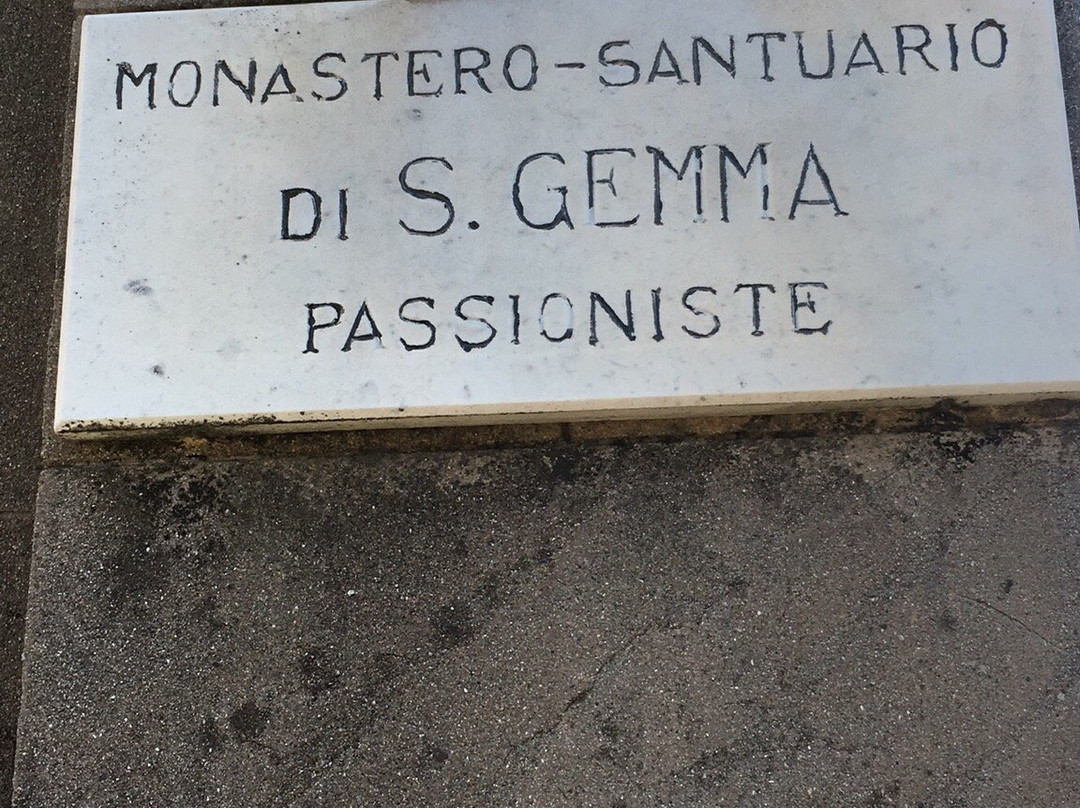 MONASTERO-SANTUARIO
DI S. GEMMA
PASSIONISTE